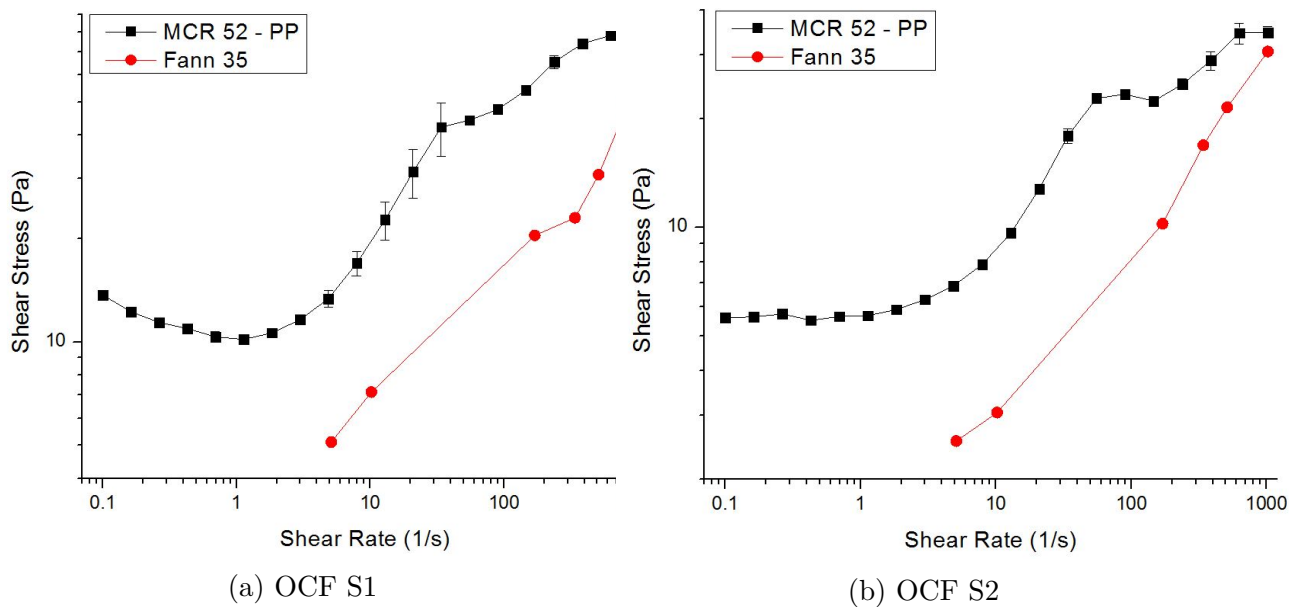 MCR 52 - PP
Fann 35
Shear Stress (Pa)
10
0.1 1 10 100
Shear Rate (1/s)
(a) OCF S1
MCR 52 - PP
Fann 35
Shear Stress (Pa)
10
0.1 1 10 100 1000
Shear Rate (1/s)
(b) OCF S2